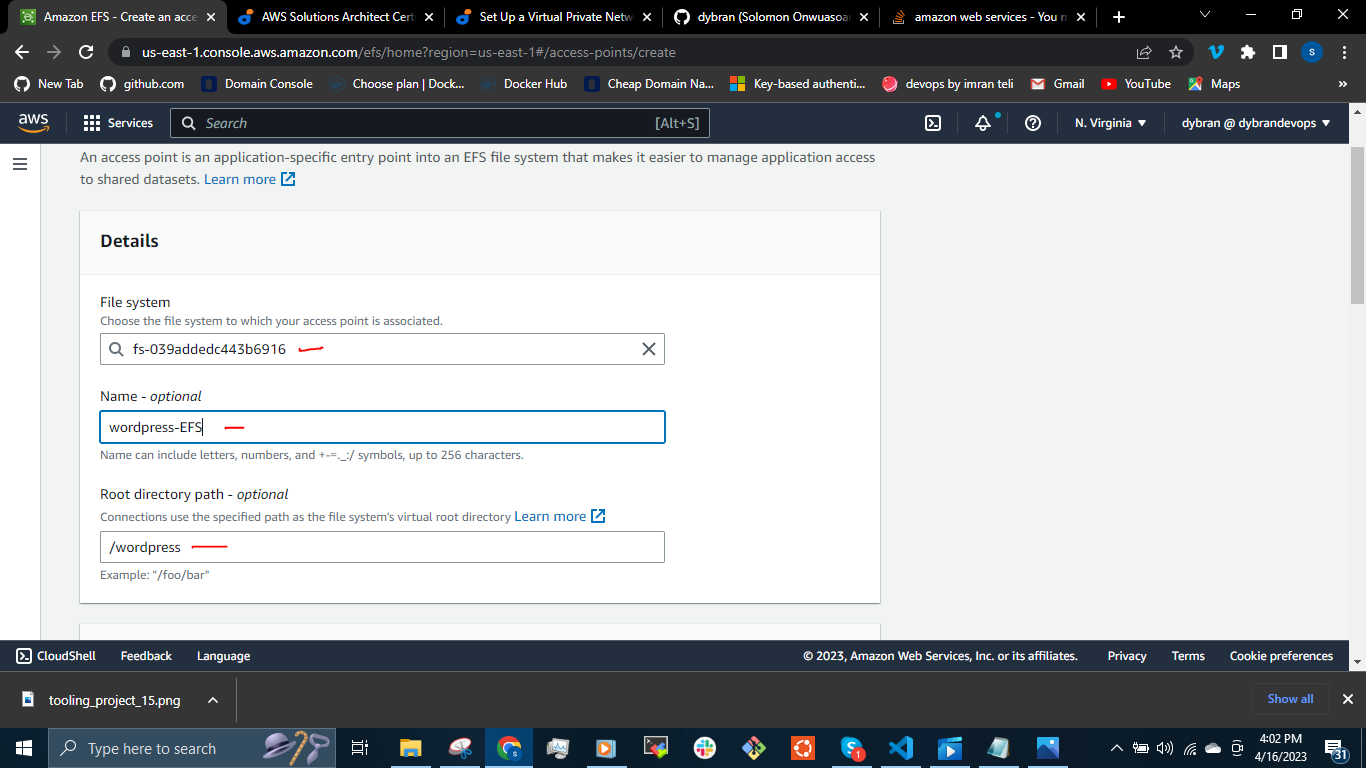 Amazon EFS - Create an acce
AWS Solutions Architect Cert
Set Up a Virtual Private Netw
dybran (Solomon Onwuasoa
amazon web services - You n
us-east-1.console.aws.amazon.com/efs/home?region=us-east-1#/access-points/create
S
New Tab
github.com
Domain Console
Choose plan | Dock...
Docker Hub
Cheap Domain Na...
Key-based authenti...
devops by imran teli
Gmail
YouTube
Maps
»
aws
Services
Search
[Alt+S]
N. Virginia
dybran @ dybrandevops
An access point is an application-specific entry point into an EFS file system that makes it easier to manage application access
to shared datasets. Learn more
Details
File system
Choose the file system to which your access point is associated.
fs-039addedc443b6916
Name - optional
wordpress-EFS
Name can include letters, numbers, and +-=._:/ symbols, up to 256 characters.
Root directory path - optional
Connections use the specified path as the file system's virtual root directory Learn more
/wordpress
Example: "/foo/bar"
CloudShell
Feedback
Language
© 2023, Amazon Web Services, Inc. or its affiliates.
Privacy
Terms
Cookie preferences
tooling_project_15.png
Show all
Type here to search
1
4:02 PM
4/16/2023
31